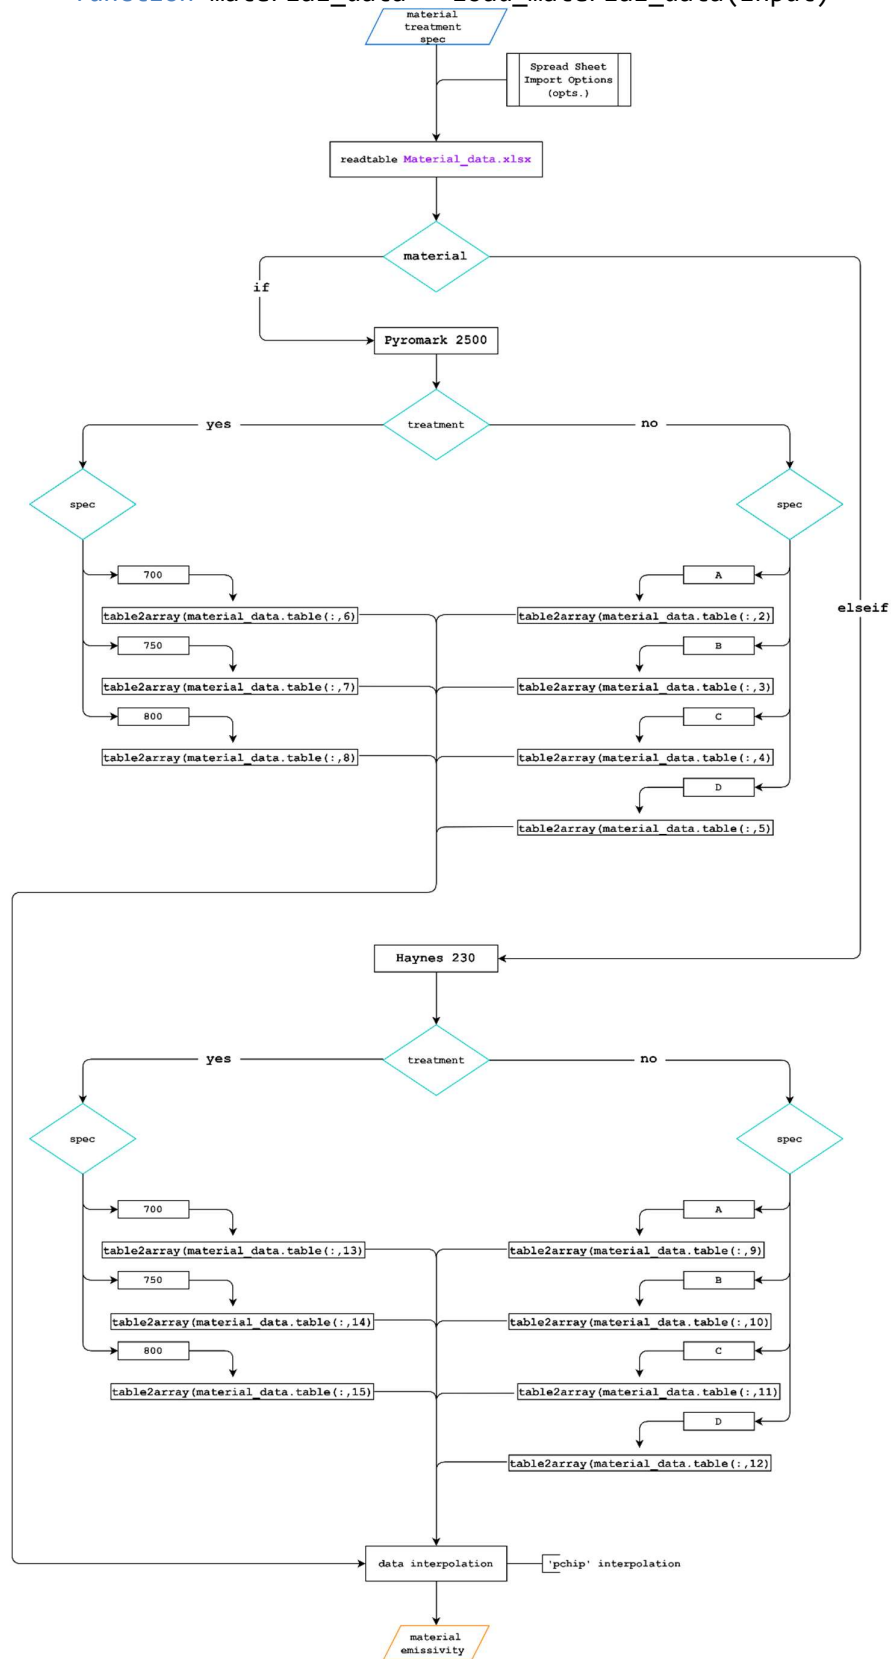 function material_data = load_material_data(input)
material
treatment
spec
Spread Sheet
Import Options
(opts.)
readtable Material_data.xlsx
material
if
Pyromark 2500
yes
treatment
no
spec
spec
700
A
table2array(material_data.table(:,6)
table2array(material_data.table(:,2)
elseif
750
B
table2array(material_data.table(:,7)
table2array(material_data.table(:,3)
800
C
table2array(material_data.table(:,8)
table2array(material_data.table(:,4)
D
table2array(material_data.table(:,5)
Haynes 230
yes
treatment
no
spec
spec
700
A
table2array(material_data.table(:,13)
table2array(material_data.table(:,9)
750
B
table2array(material_data.table(:,14)
table2array(material_data.table(:,10)
800
C
table2array(material_data.table(:,15)
table2array(material_data.table(:,11)
D
table2array(material_data.table(:,12)
data interpolation
'pchip' interpolation
material
emissivity